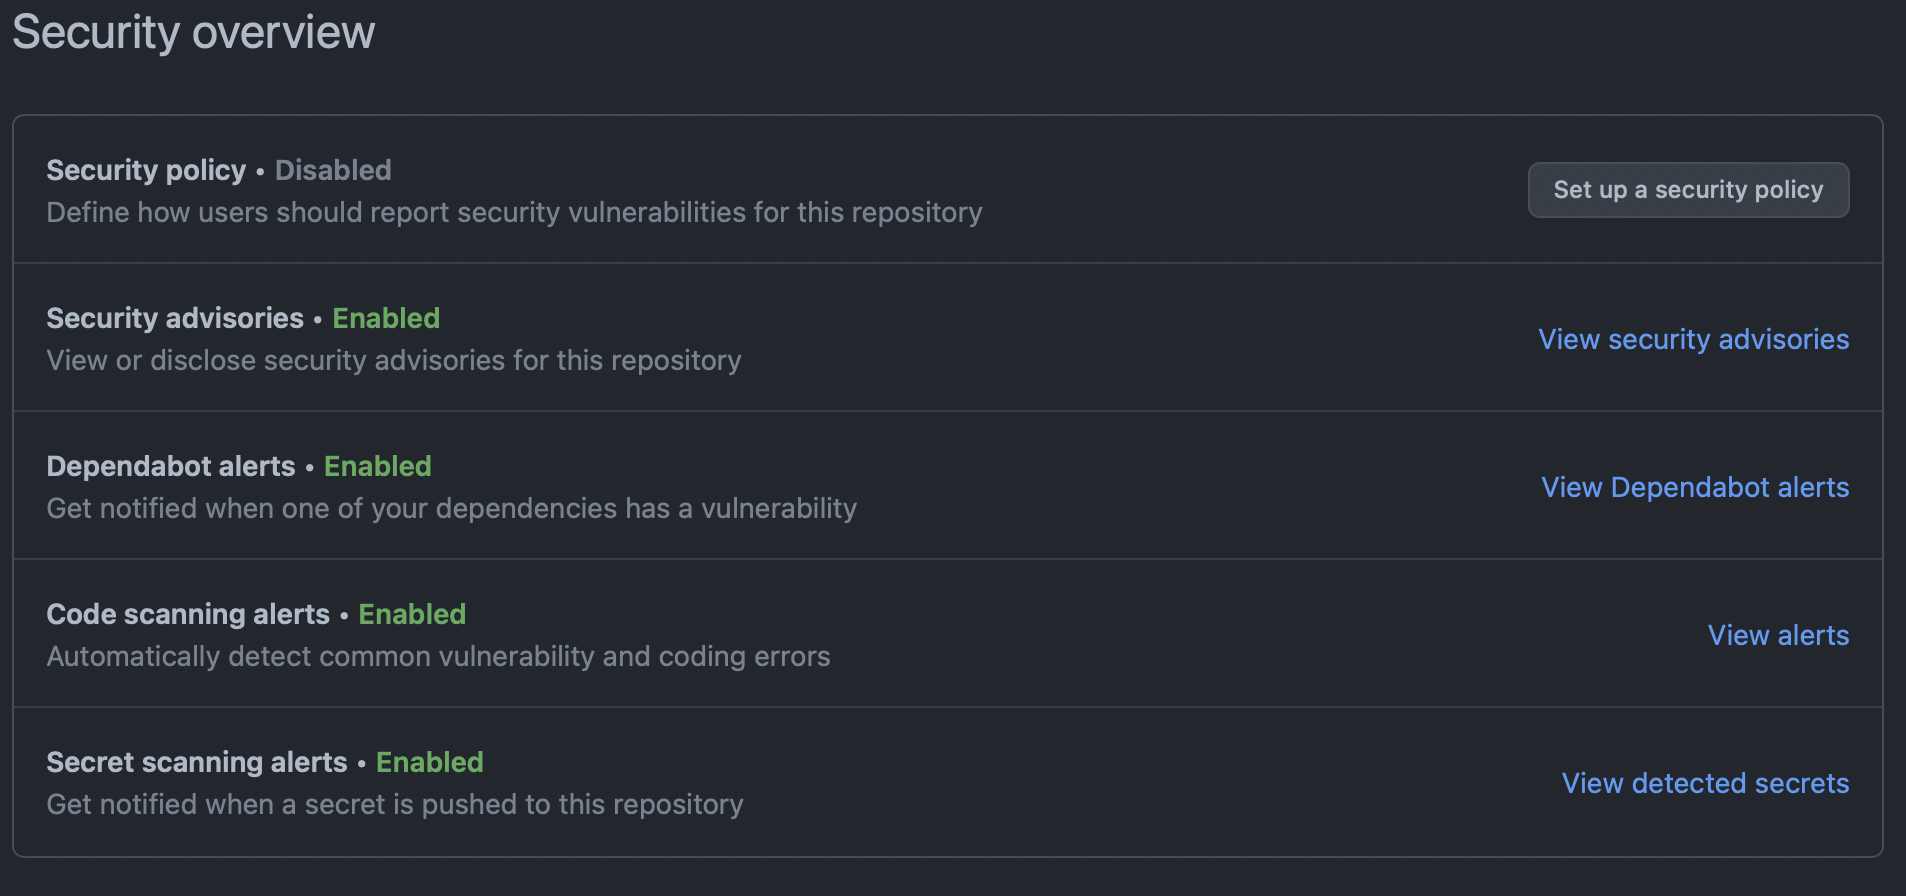 Security overview
Security policy • Disabled
Define how users should report security vulnerabilities for this repository
Set up a security policy
Security advisories • Enabled
View or disclose security advisories for this repository
View security advisories
Dependabot alerts • Enabled
Get notified when one of your dependencies has a vulnerability
View Dependabot alerts
Code scanning alerts • Enabled
Automatically detect common vulnerability and coding errors
View alerts
Secret scanning alerts • Enabled
Get notified when a secret is pushed to this repository
View detected secrets